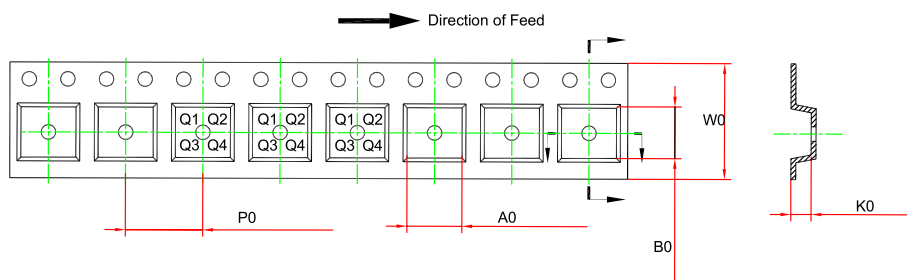 Direction of Feed
Q1 Q2 Q1 Q2 Q1 Q2
Q3 Q4 Q3 Q4 Q3 Q4
W0
P0
A0
B0
K0